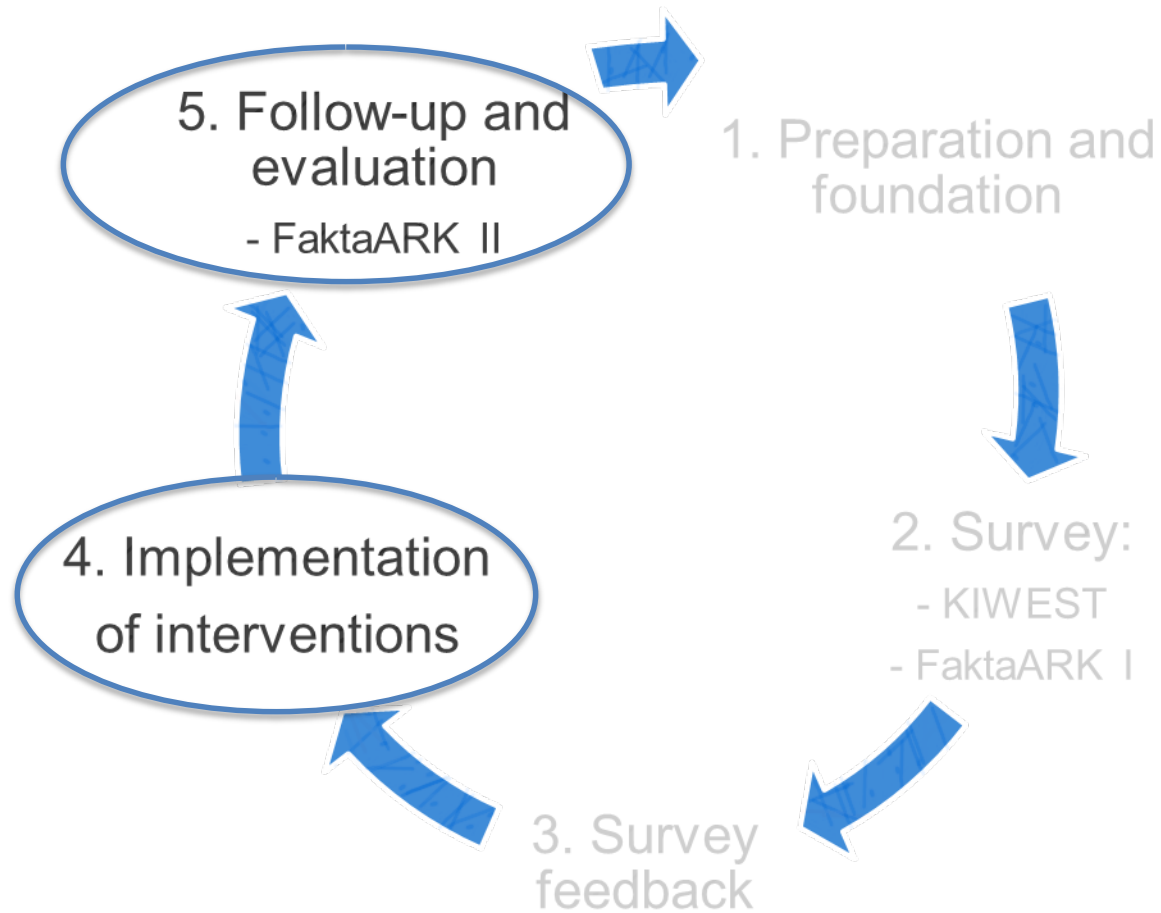 1. Preparation and
foundation
2. Survey:
- KIWEST
- FaktaARK I
3. Survey
feedback
4. Implementation
of interventions
5. Follow-up and
evaluation
- FaktaARK II